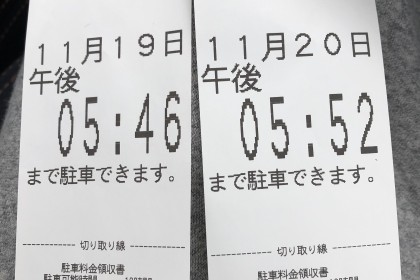 11月19日
午後
05:46
まで駐車できます。
切り取り線
駐車料金領収書
11月20日
午後
05:52
まで駐車できます。
切り取り線
駐車料金領収書